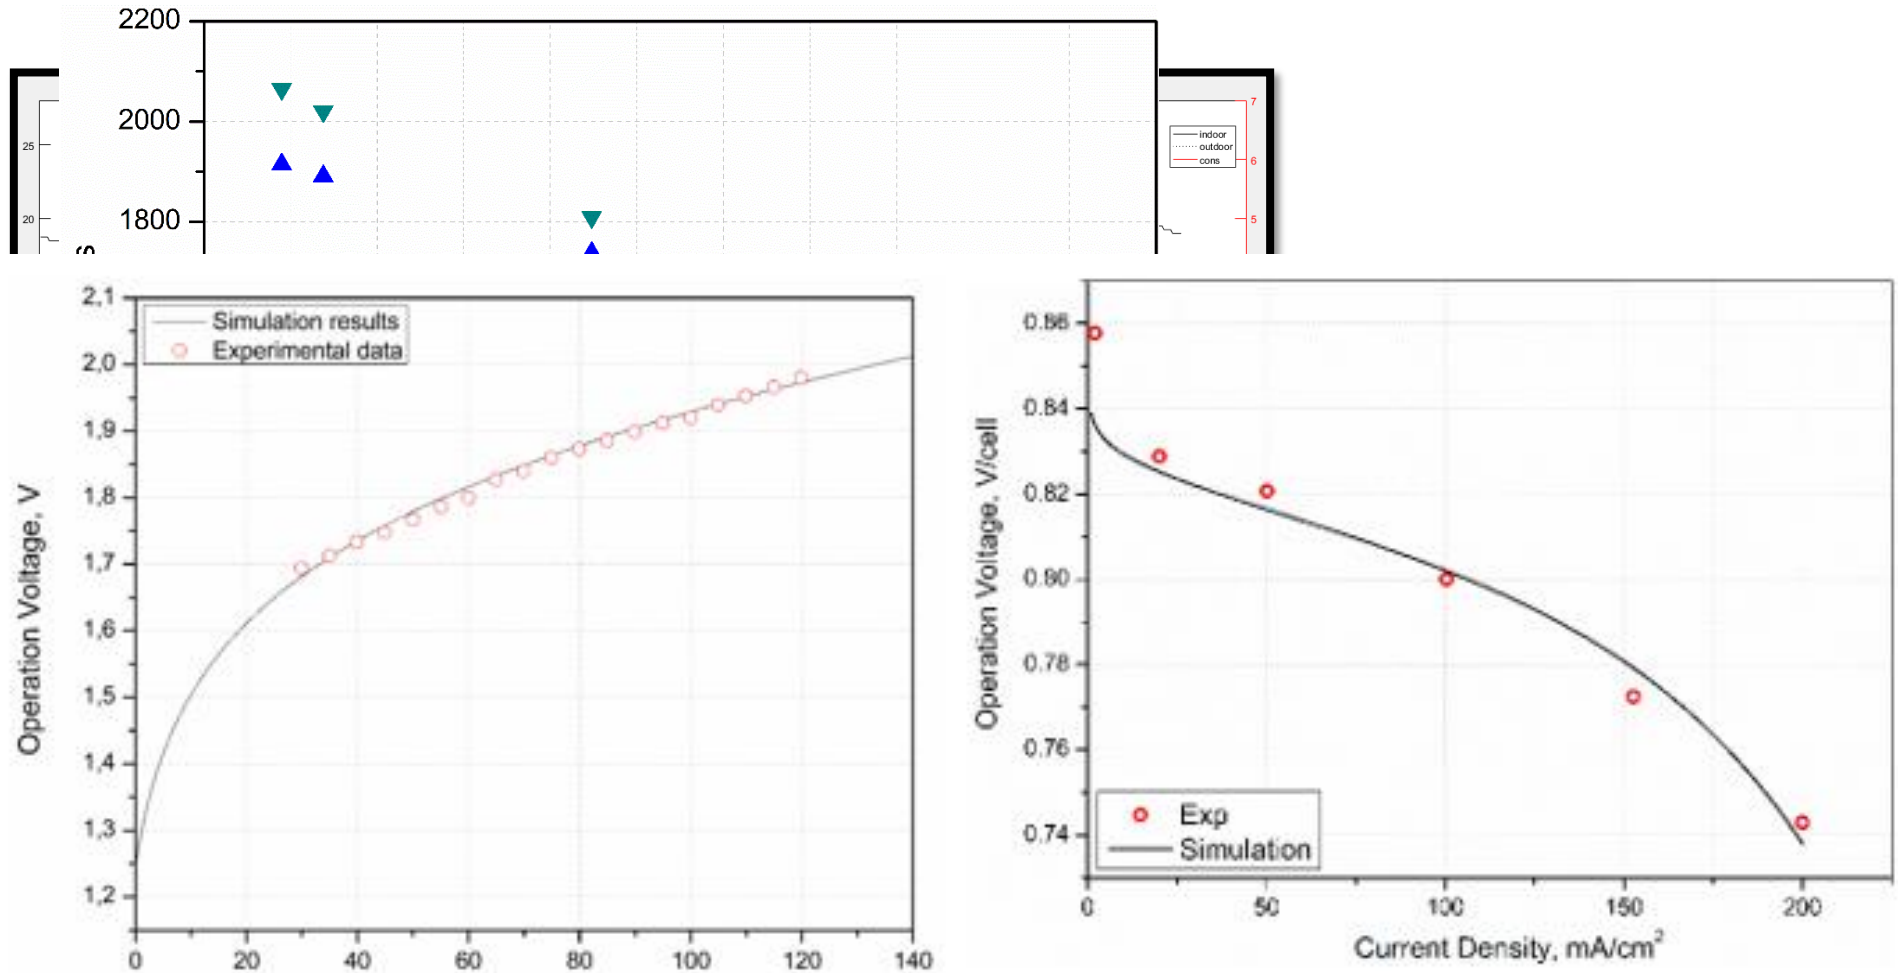 2200
2000
1800
s
25
20
7
6
5
indoor
outdoor
cons
2,1
2,0
1,9
1,8
1,7
1,6
1,5
1,4
1,3
1,2
Operation Voltage, V
Simulation results
Experimental data
0 20 40 60 80 100 120 140
0.86
0.84
0.82
0.80
0.78
0.76
0.74
Operation Voltage, V/cell
Exp
Simulation
0 50 100 150 200
Current Density, mA/cm²